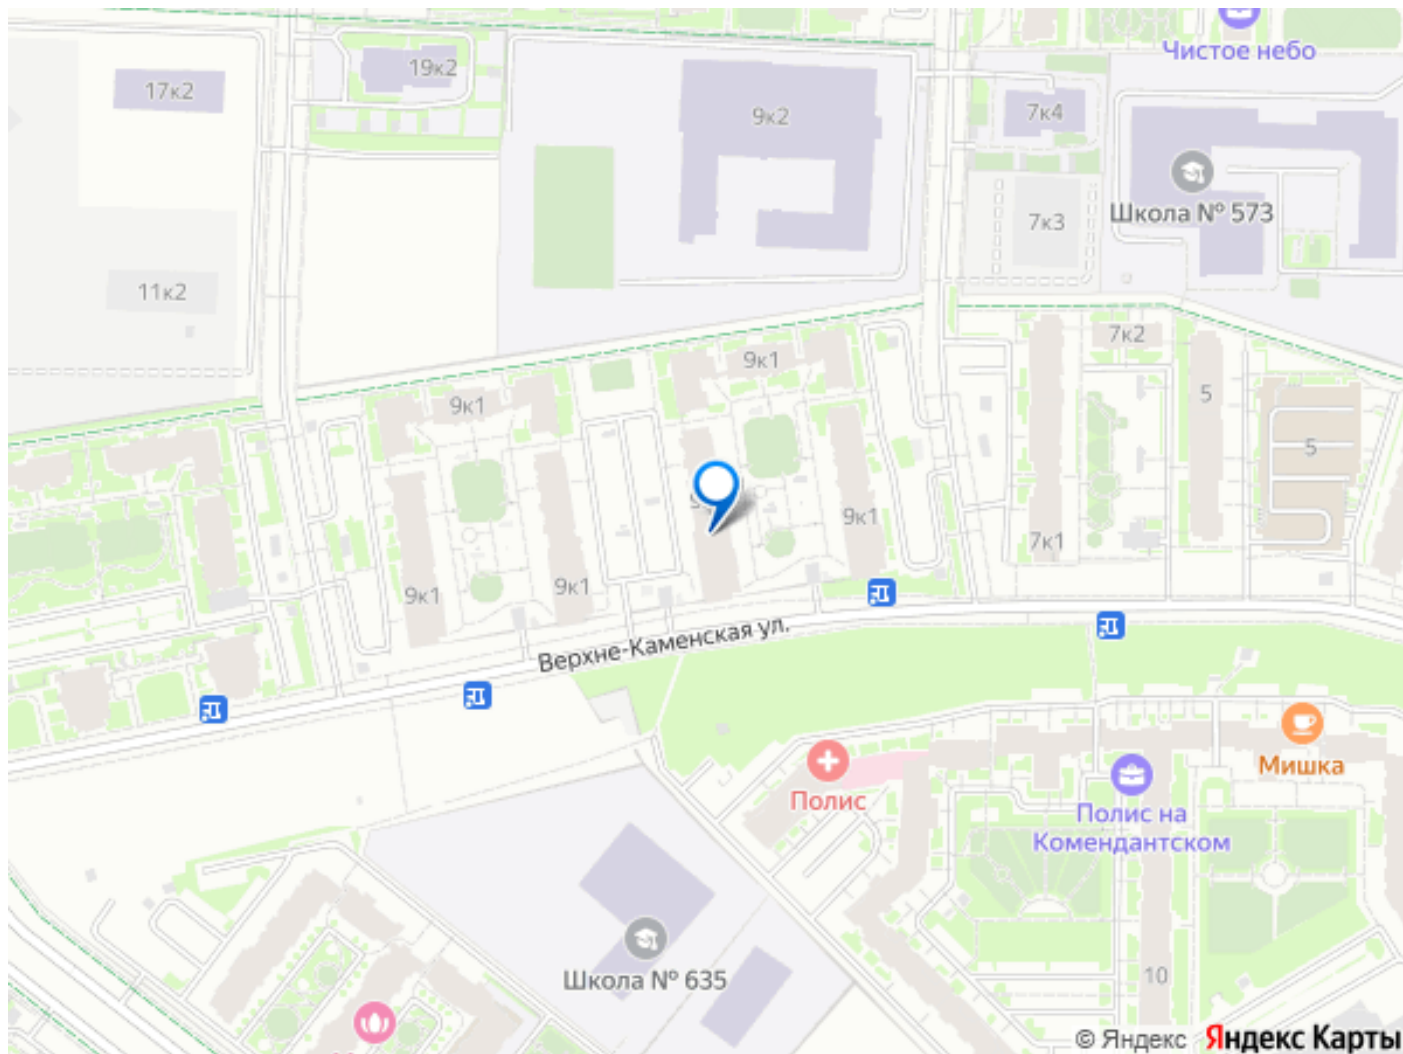 Чистое небо
19к2
17к2
9к2
7к4
Школа № 573
7к3
11к2
7к2
9к1
5
9к1
5
9к1
7к1
9к1
9к1
Верхне-Каменская ул.
Мишка
Полис
Полис на
Комендантском
10
Школа № 635
© Яндекс Яндекс Карты